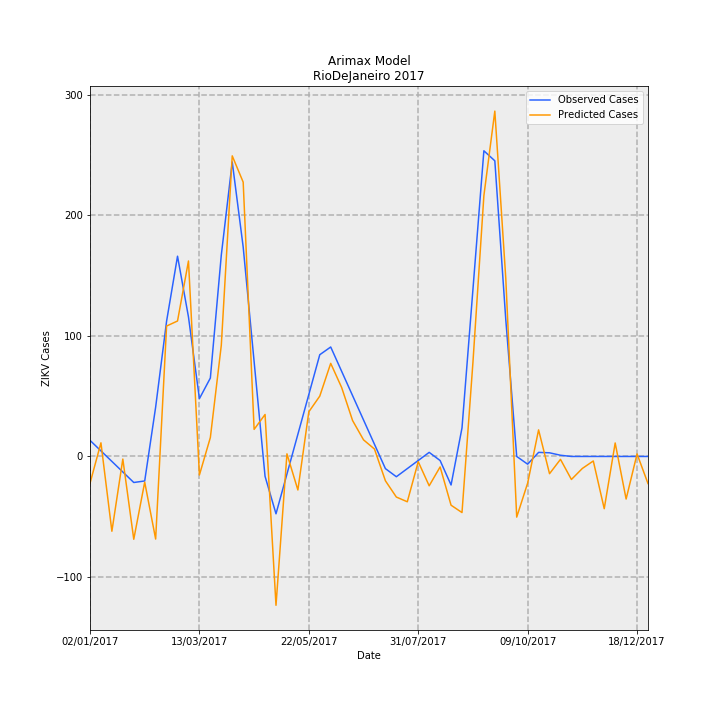 Arimax Model
RioDeJaneiro 2017
Observed Cases
Predicted Cases
300
200
100
0
−100
ZIKV Cases
02/01/2017
13/03/2017
22/05/2017
31/07/2017
09/10/2017
18/12/2017
Date